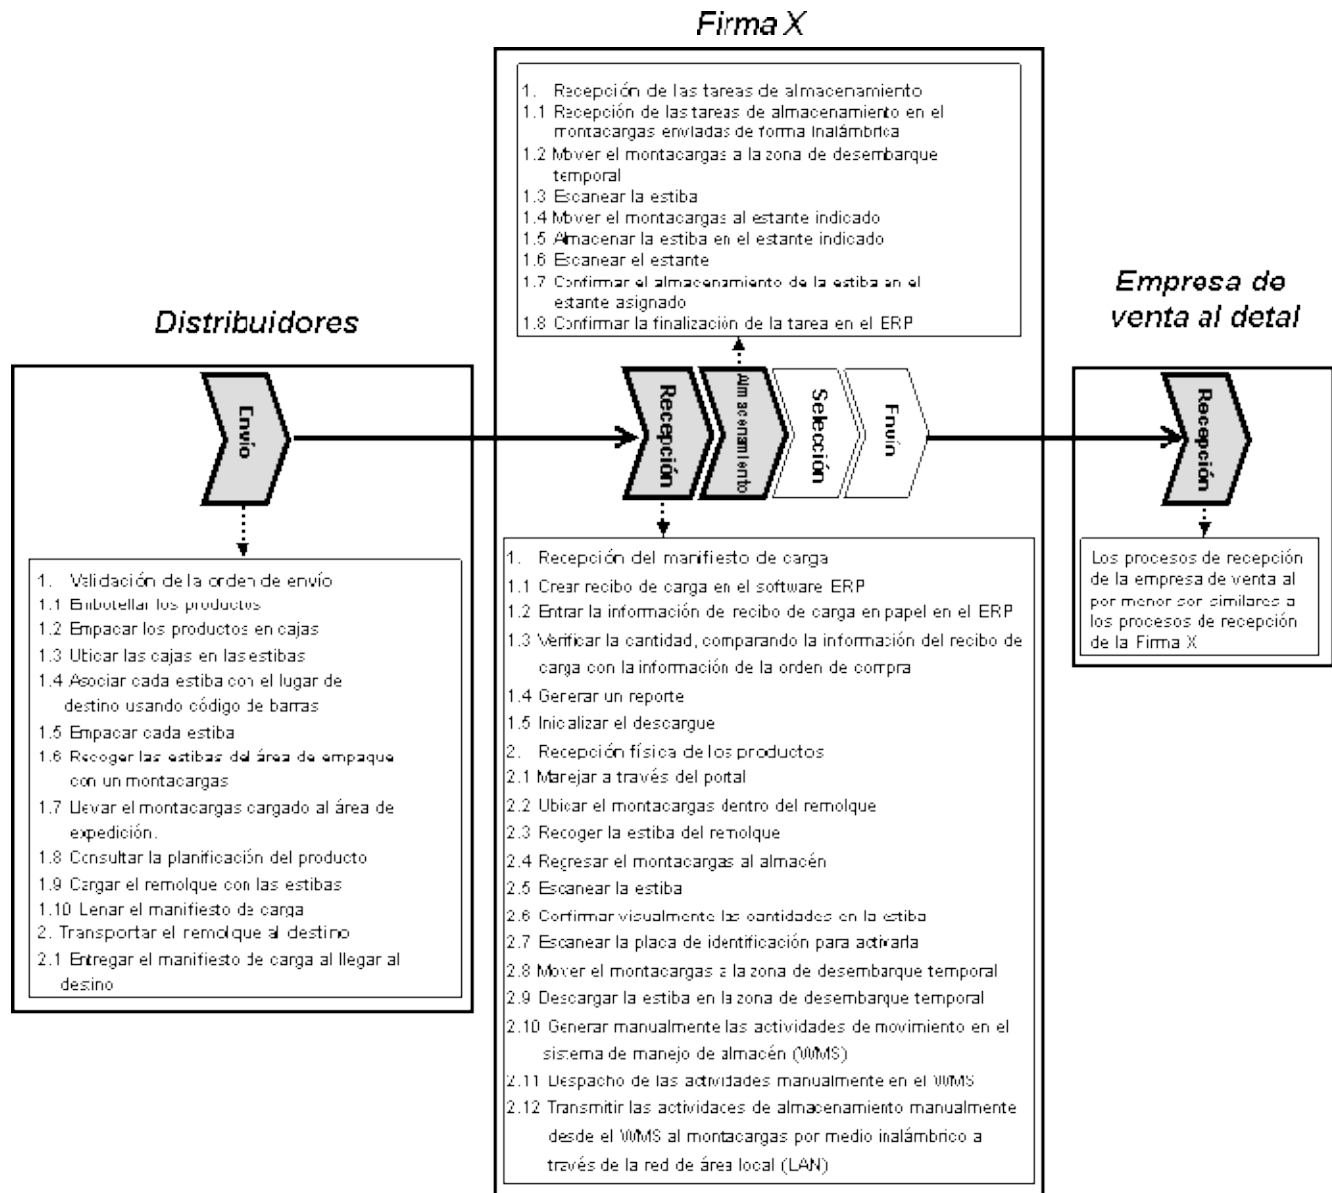 Firma X
1. Recepción de las tareas de almacenamiento
1.1 Recepción de las tareas de almacenamiento en el
montacargas enviadas de forma inalámbrica
1.2 Mover el montacargas a la zona de desembarque
temporal
1.3 Escanear la estiba
1.4 Mover el montacargas al estante indicado
1.5 Almacenar la estiba en el estante indicado
1.6 Escanear el estante
1.7 Confirmar el almacenamiento de la estiba en el
estante asignado
1.8 Confirmar la finalización de la tarea en el ERP
Distribuidores
Empresa de
venta al detal
Envío
Recepción
Almacenamiento
Selección
Envío
Recepción
1. Validación de la orden de envío
1.1 Embotellar los productos
1.2 Empacar los productos en cajas
1.3 Ubicar las cajas en las estibas
1.4 Asociar cada estiba con el lugar de
destino usando código de barras
1.5 Empacar cada estiba
1.6 Recoger las estibas del área de empaque
con un montacargas
1.7 Llevar el montacargas cargado al área de
expedición.
1.8 Consultar la planificación del producto
1.9 Cargar el remolque con las estibas
1.10 Llenar el manifiesto de carga
2. Transportar el remolque al destino
2.1 Entregar el manifiesto de carga al llegar al
destino
1. Recepción del manifiesto de carga
1.1 Crear recibo de carga en el software ERP
1.2 Entrar la información de recibo de carga en papel en el ERP
1.3 Verificar la cantidad, comparando la información del recibo de
carga con la información de la orden de compra
1.4 Generar un reporte
1.5 Inicializar el descargue
2. Recepción física de los productos
2.1 Manejar a través del portal
2.2 Ubicar el montacargas dentro del remolque
2.3 Recoger la estiba del remolque
2.4 Regresar el montacargas al almacén
2.5 Escanear la estiba
2.6 Confirmar visualmente las cantidades en la estiba
2.7 Escanear la placa de identificación para activarla
2.8 Mover el montacargas a la zona de desembarque temporal
2.9 Descargar la estiba en la zona de desembarque temporal
2.10 Generar manualmente las actividades de movimiento en el
sistema de manejo de almacén (WMS)
2.11 Despacho de las actividades manualmente en el WMS
2.12 Transmitir las actividades de almacenamiento manualmente
desde el WMS al montacargas por medio inalámbrico a
través de la red de área local (LAN)
Los procesos de recepción
de la empresa de venta al
por menor son similares a
los procesos de recepción
de la Firma X